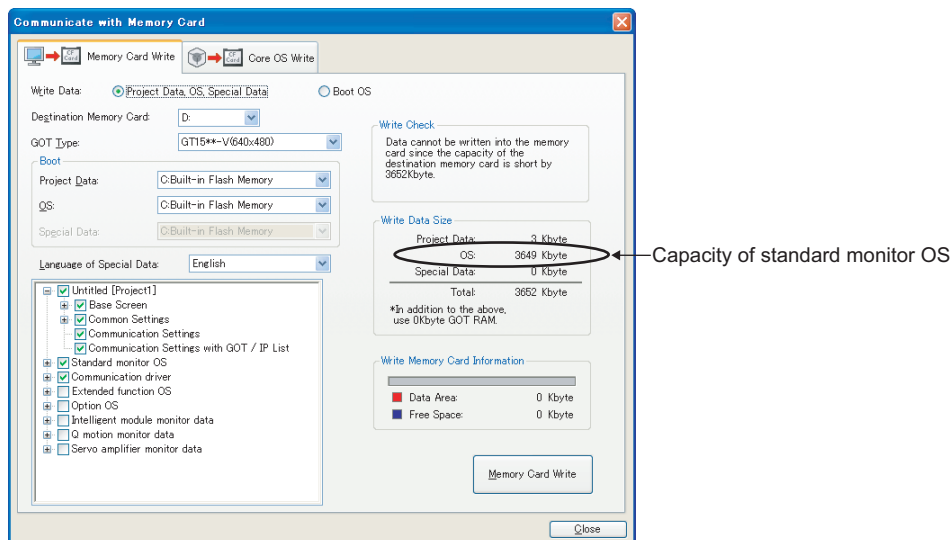 Communicate with Memory Card
CF Card Memory Card Write
CF Card Core OS Write
Write Data: Project Data, OS, Special Data Boot OS
Destination Memory Card: D:
GOT Type: GT15**-V(640x480)
Boot
Project Data: C:Built-in Flash Memory
OS: C:Built-in Flash Memory
Special Data: C:Built-in Flash Memory
Language of Special Data: English
Untitled [Project1]
Base Screen
Common Settings
Communication Settings
Communication Settings with GOT / IP List
Standard monitor OS
Communication driver
Extended function OS
Option OS
Intelligent module monitor data
Q motion monitor data
Servo amplifier monitor data
Write Check
Data cannot be written into the memory
card since the capacity of the
destination memory card is short by
3652Kbyte.
Write Data Size
Project Data: 3 Kbyte
OS: 3649 Kbyte
Special Data: 0 Kbyte
Total: 3652 Kbyte
*In addition to the above,
use 0Kbyte GOT RAM.
Capacity of standard monitor OS
Write Memory Card Information
Data Area: 0 Kbyte
Free Space: 0 Kbyte
Memory Card Write
Close